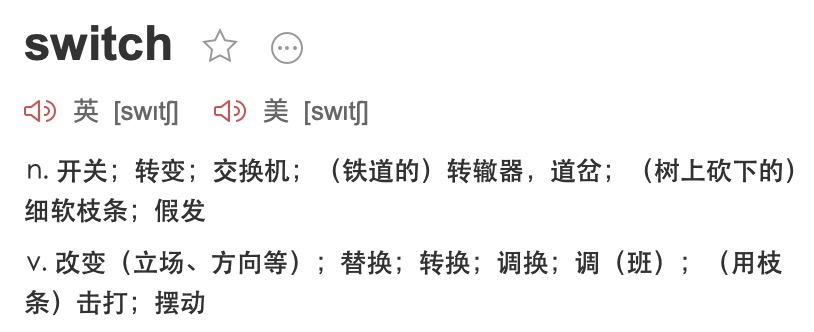 switch
英 [swɪtʃ] 美 [swɪtʃ]
n. 开关；转变；交换机；（铁道的）转辙器，道岔；（树上砍下的）
细软枝条；假发
v. 改变（立场、方向等）；替换；转换；调换；调（班）；（用枝
条）击打；摆动